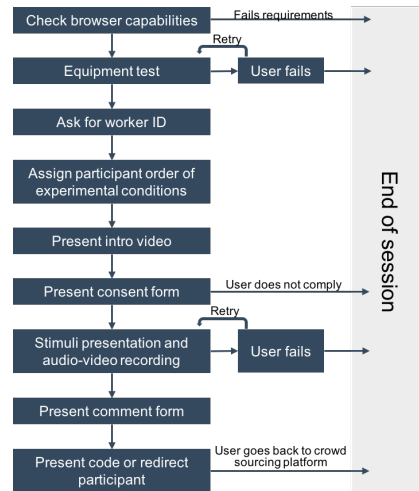 Check browser capabilities
Fails requirements
Retry
Equipment test
User fails
Ask for worker ID
Assign participant order of
experimental conditions
Present intro video
Present consent form
User does not comply
Retry
Stimuli presentation and
audio-video recording
User fails
Present comment form
Present code or redirect
participant
User goes back to crowd
sourcing platform
End of session